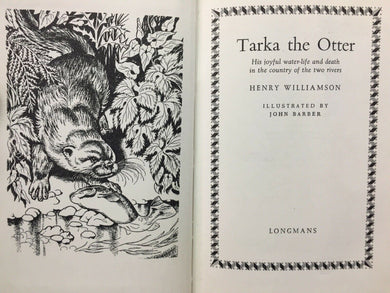 Tarka the Otter
His joyful water-life and death
in the country of the two rivers
HENRY WILLIAMSON
ILLUSTRATED BY
JOHN BARBER
LONGMANS